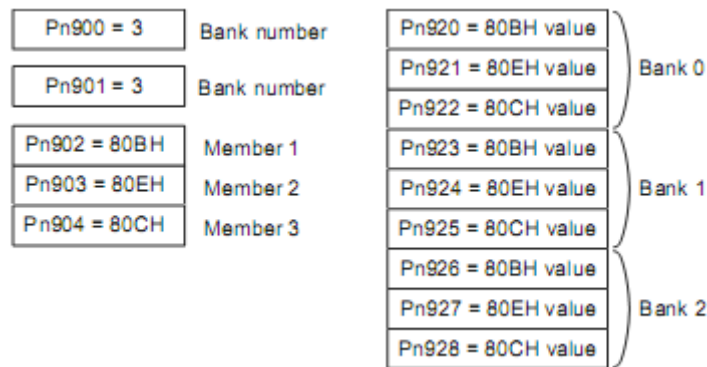 Pn900 = 3 Bank number
Pn901 = 3 Bank number
Pn902 = 80BH Member 1
Pn903 = 80EH Member 2
Pn904 = 80CH Member 3
Pn920 = 80BH value
Pn921 = 80EH value
Pn922 = 80CH value
Bank 0
Pn923 = 80BH value
Pn924 = 80EH value
Pn925 = 80CH value
Bank 1
Pn926 = 80BH value
Pn927 = 80EH value
Pn928 = 80CH value
Bank 2